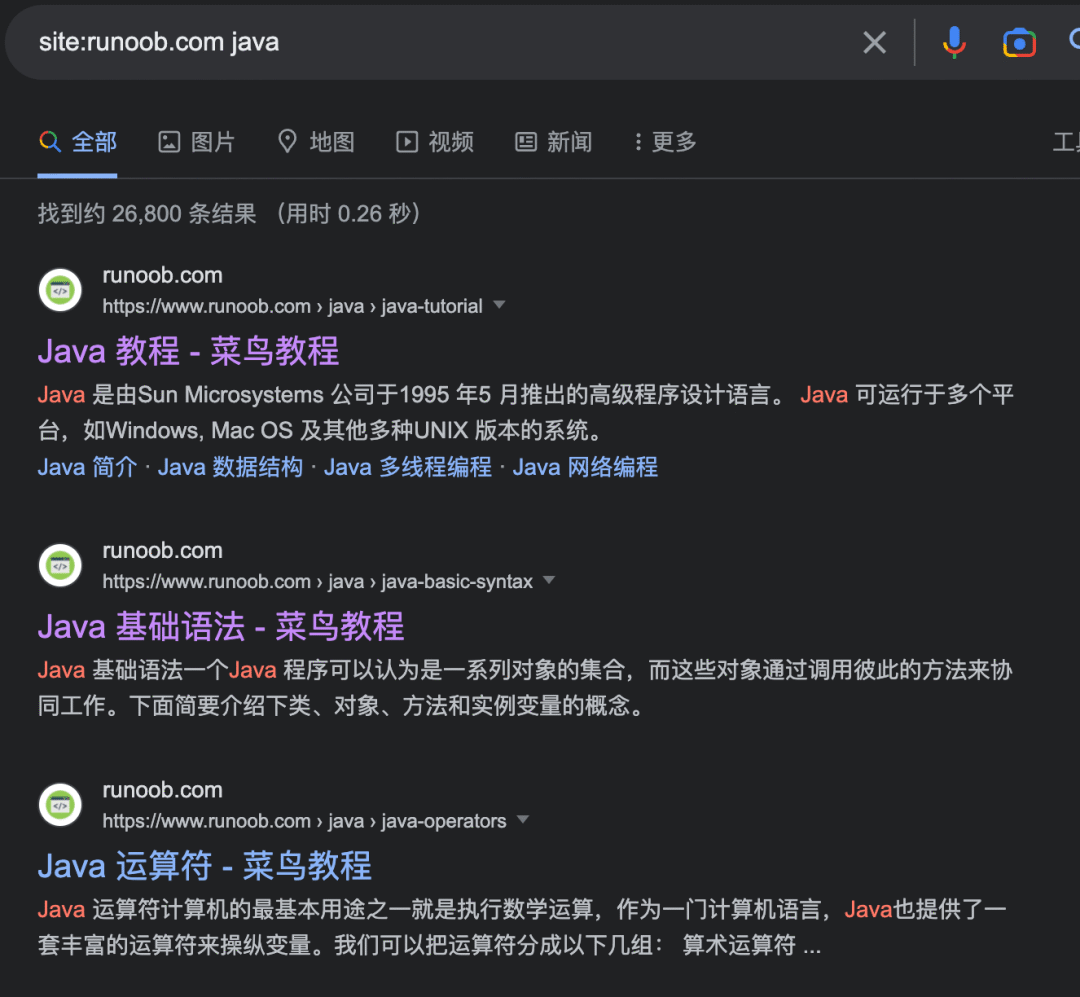 site:runoob.com java
全部 图片 地图 视频 新闻 更多
找到约 26,800 条结果 （用时 0.26 秒）
runoob.com
https://www.runoob.com › java › java-tutorial
Java 教程 - 菜鸟教程
Java 是由Sun Microsystems 公司于1995 年5 月推出的高级程序设计语言。 Java 可运行于多个平
台，如Windows, Mac OS 及其他多种UNIX 版本的系统。
Java 简介 · Java 数据结构 · Java 多线程编程 · Java 网络编程
runoob.com
https://www.runoob.com › java › java-basic-syntax
Java 基础语法 - 菜鸟教程
Java 基础语法一个Java 程序可以认为是一系列对象的集合，而这些对象通过调用彼此的方法来协
同工作。下面简要介绍下类、对象、方法和实例变量的概念。
runoob.com
https://www.runoob.com › java › java-operators
Java 运算符 - 菜鸟教程
Java 运算符计算机的最基本用途之一就是执行数学运算，作为一门计算机语言，Java也提供了一
套丰富的运算符来操纵变量。我们可以把运算符分成以下几组： 算术运算符 ...